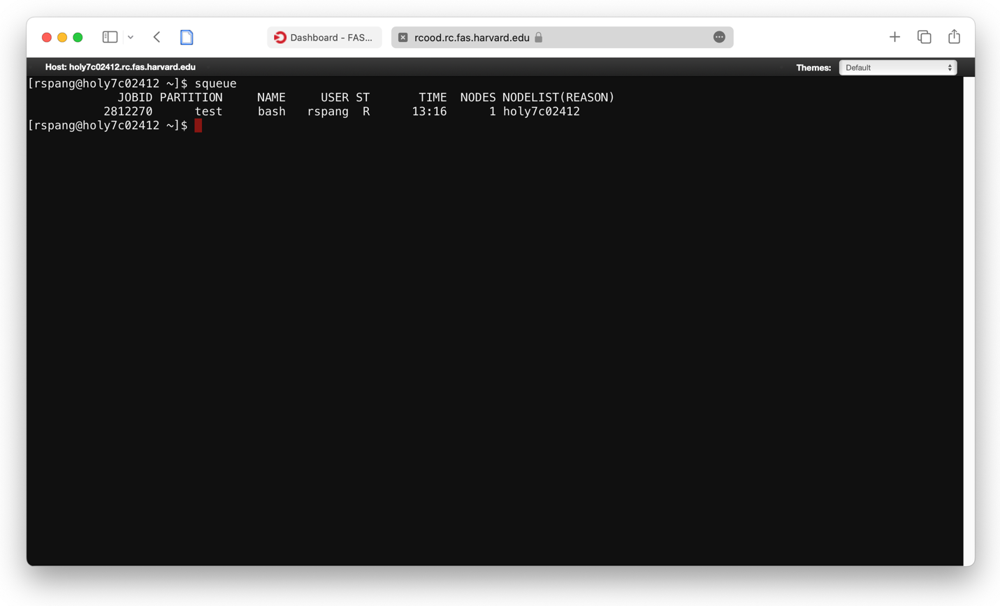 Dashboard - FAS... rcood.rc.fas.harvard.edu
Host: holy7c02412.rc.fas.harvard.edu Themes: Default
[rspang@holy7c02412 ~]$ squeue
JOBID PARTITION NAME USER ST TIME NODES NODELIST(REASON)
2812270 test bash rspang R 13:16 1 holy7c02412
[rspang@holy7c02412 ~]$